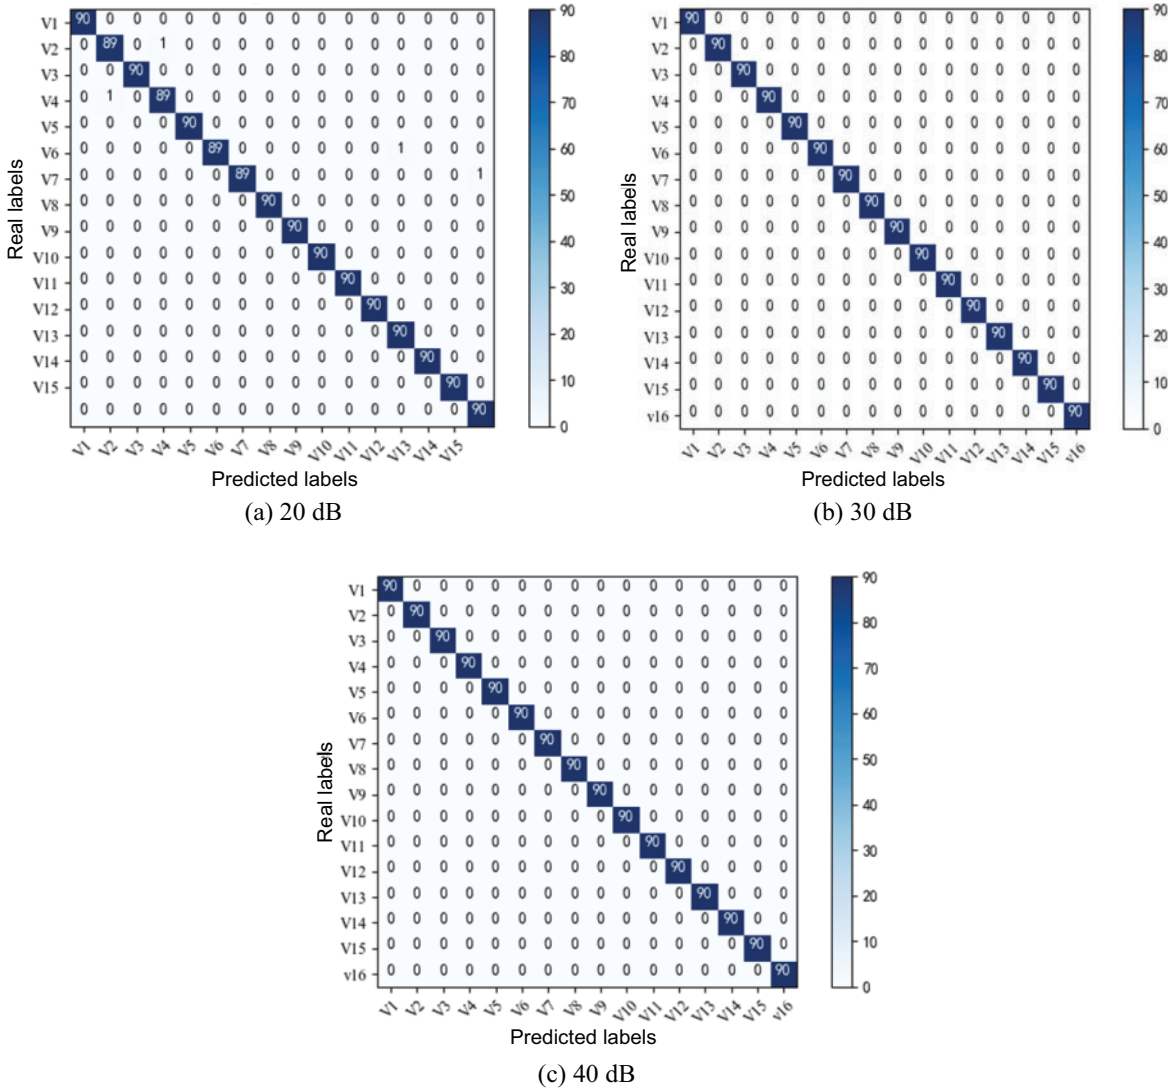 V1 90 0 0 0 0 0 0 0 0 0 0 0 0 0 0 0
V2 0 89 0 1 0 0 0 0 0 0 0 0 0 0 0 0
V3 0 0 90 0 0 0 0 0 0 0 0 0 0 0 0 0
V4 0 1 0 89 0 0 0 0 0 0 0 0 0 0 0 0
V5 0 0 0 0 90 0 0 0 0 0 0 0 0 0 0 0
V6 0 0 0 0 0 89 0 0 0 0 0 0 1 0 0 0
V7 0 0 0 0 0 0 89 0 0 0 0 0 0 0 0 1
V8 0 0 0 0 0 0 0 90 0 0 0 0 0 0 0 0
V9 0 0 0 0 0 0 0 0 90 0 0 0 0 0 0 0
V10 0 0 0 0 0 0 0 0 0 90 0 0 0 0 0 0
V11 0 0 0 0 0 0 0 0 0 0 90 0 0 0 0 0
V12 0 0 0 0 0 0 0 0 0 0 0 90 0 0 0 0
V13 0 0 0 0 0 0 0 0 0 0 0 0 90 0 0 0
V14 0 0 0 0 0 0 0 0 0 0 0 0 0 90 0 0
V15 0 0 0 0 0 0 0 0 0 0 0 0 0 0 90 0
0 0 0 0 0 0 0 0 0 0 0 0 0 0 0 90
V1 V2 V3 V4 V5 V6 V7 V8 V9 V10 V11 V12 V13 V14 V15
Real labels
Predicted labels
90
80
70
60
50
40
30
20
10
0
(a) 20 dB
V1 90 0 0 0 0 0 0 0 0 0 0 0 0 0 0 0
V2 0 90 0 0 0 0 0 0 0 0 0 0 0 0 0 0
V3 0 0 90 0 0 0 0 0 0 0 0 0 0 0 0 0
V4 0 0 0 90 0 0 0 0 0 0 0 0 0 0 0 0
V5 0 0 0 0 90 0 0 0 0 0 0 0 0 0 0 0
V6 0 0 0 0 0 90 0 0 0 0 0 0 0 0 0 0
V7 0 0 0 0 0 0 90 0 0 0 0 0 0 0 0 0
V8 0 0 0 0 0 0 0 90 0 0 0 0 0 0 0 0
V9 0 0 0 0 0 0 0 0 90 0 0 0 0 0 0 0
V10 0 0 0 0 0 0 0 0 0 90 0 0 0 0 0 0
V11 0 0 0 0 0 0 0 0 0 0 90 0 0 0 0 0
V12 0 0 0 0 0 0 0 0 0 0 0 90 0 0 0 0
V13 0 0 0 0 0 0 0 0 0 0 0 0 90 0 0 0
V14 0 0 0 0 0 0 0 0 0 0 0 0 0 90 0 0
V15 0 0 0 0 0 0 0 0 0 0 0 0 0 0 90 0
v16 0 0 0 0 0 0 0 0 0 0 0 0 0 0 0 90
V1 V2 V3 V4 V5 V6 V7 V8 V9 V10 V11 V12 V13 V14 V15 v16
Real labels
Predicted labels
90
80
70
60
50
40
30
20
10
0
(b) 30 dB
V1 90 0 0 0 0 0 0 0 0 0 0 0 0 0 0 0
V2 0 90 0 0 0 0 0 0 0 0 0 0 0 0 0 0
V3 0 0 90 0 0 0 0 0 0 0 0 0 0 0 0 0
V4 0 0 0 90 0 0 0 0 0 0 0 0 0 0 0 0
V5 0 0 0 0 90 0 0 0 0 0 0 0 0 0 0 0
V6 0 0 0 0 0 90 0 0 0 0 0 0 0 0 0 0
V7 0 0 0 0 0 0 90 0 0 0 0 0 0 0 0 0
V8 0 0 0 0 0 0 0 90 0 0 0 0 0 0 0 0
V9 0 0 0 0 0 0 0 0 90 0 0 0 0 0 0 0
V10 0 0 0 0 0 0 0 0 0 90 0 0 0 0 0 0
V11 0 0 0 0 0 0 0 0 0 0 90 0 0 0 0 0
V12 0 0 0 0 0 0 0 0 0 0 0 90 0 0 0 0
V13 0 0 0 0 0 0 0 0 0 0 0 0 90 0 0 0
V14 0 0 0 0 0 0 0 0 0 0 0 0 0 90 0 0
V15 0 0 0 0 0 0 0 0 0 0 0 0 0 0 90 0
v16 0 0 0 0 0 0 0 0 0 0 0 0 0 0 0 90
V1 V2 V3 V4 V5 V6 V7 V8 V9 V10 V11 V12 V13 V14 V15 v16
Real labels
Predicted labels
90
80
70
60
50
40
30
20
10
0
(c) 40 dB